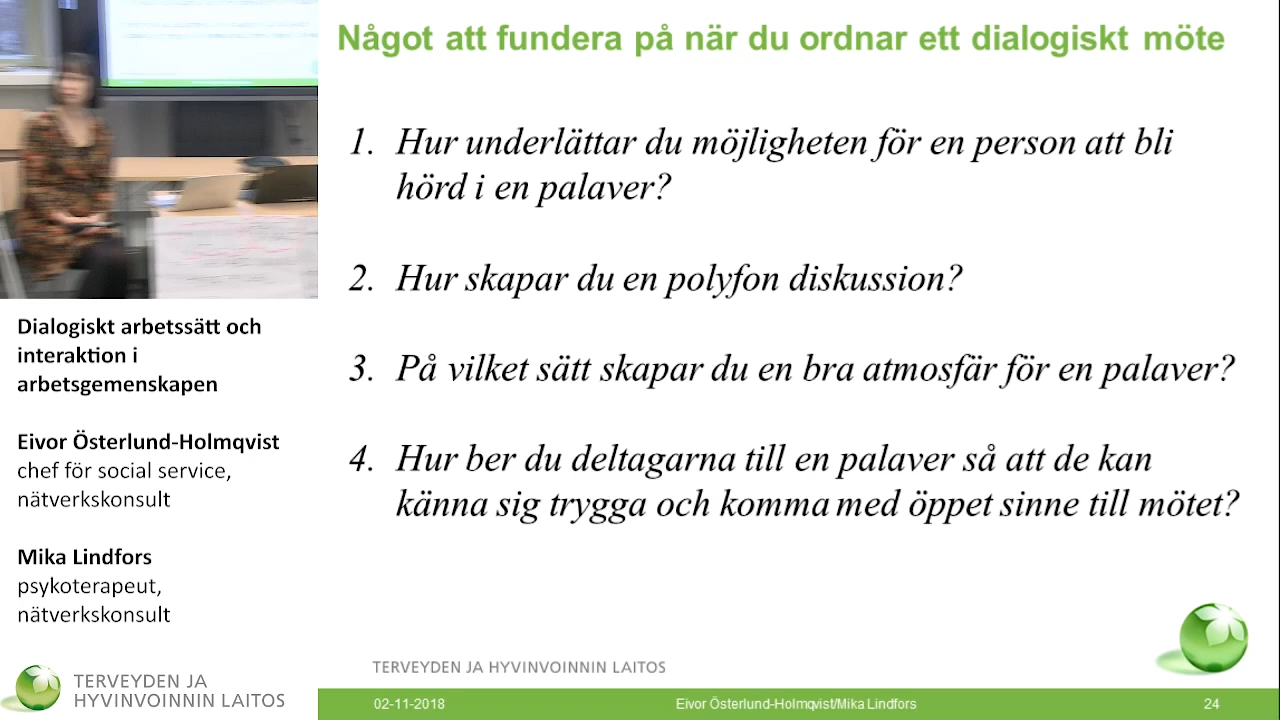 Något att fundera på när du ordnar ett dialogiskt möte
1. Hur underlättar du möjligheten för en person att bli
hörd i en palaver?
2. Hur skapar du en polyfon diskussion?
3. På vilket sätt skapar du en bra atmosfär för en palaver?
4. Hur ber du deltagarna till en palaver så att de kan
känna sig trygga och komma med öppet sinne till mötet?
Dialogiskt arbetssätt och
interaktion i
arbetsgemenskapen
Eivor Österlund-Holmqvist
chef för social service,
nätverkskonsult
Mika Lindfors
psykoterapeut,
nätverkskonsult
TERVEYDEN JA
HYVINVOINNIN LAITOS
TERVEYDEN JA HYVINVOINNIN LAITOS
02-11-2018
Eivor Österlund-Holmqvist/Mika Lindfors
24